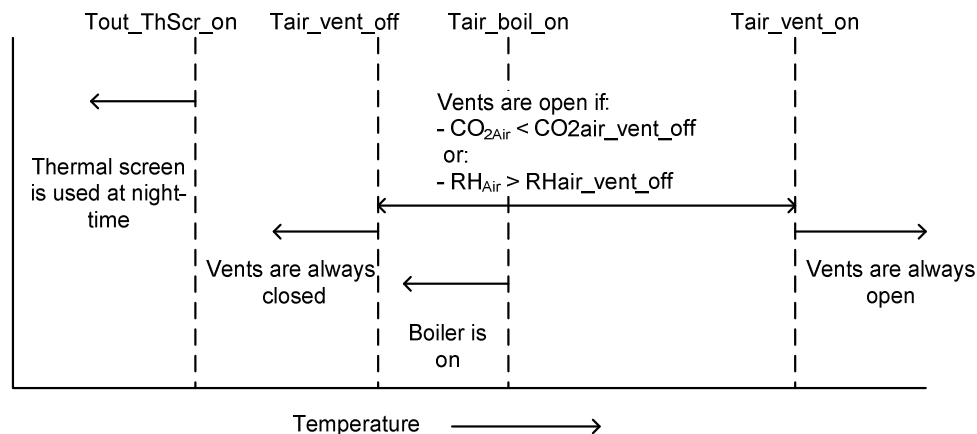 Tout_ThScr_on
Tair_vent_off
Tair_boil_on
Tair_vent_on
Vents are open if:
- CO2Air < CO2air_vent_off
or:
- RHAir > RHair_vent_off
Thermal screen
is used at night-
time
Vents are always
closed
Vents are always
open
Boiler is
on
Temperature